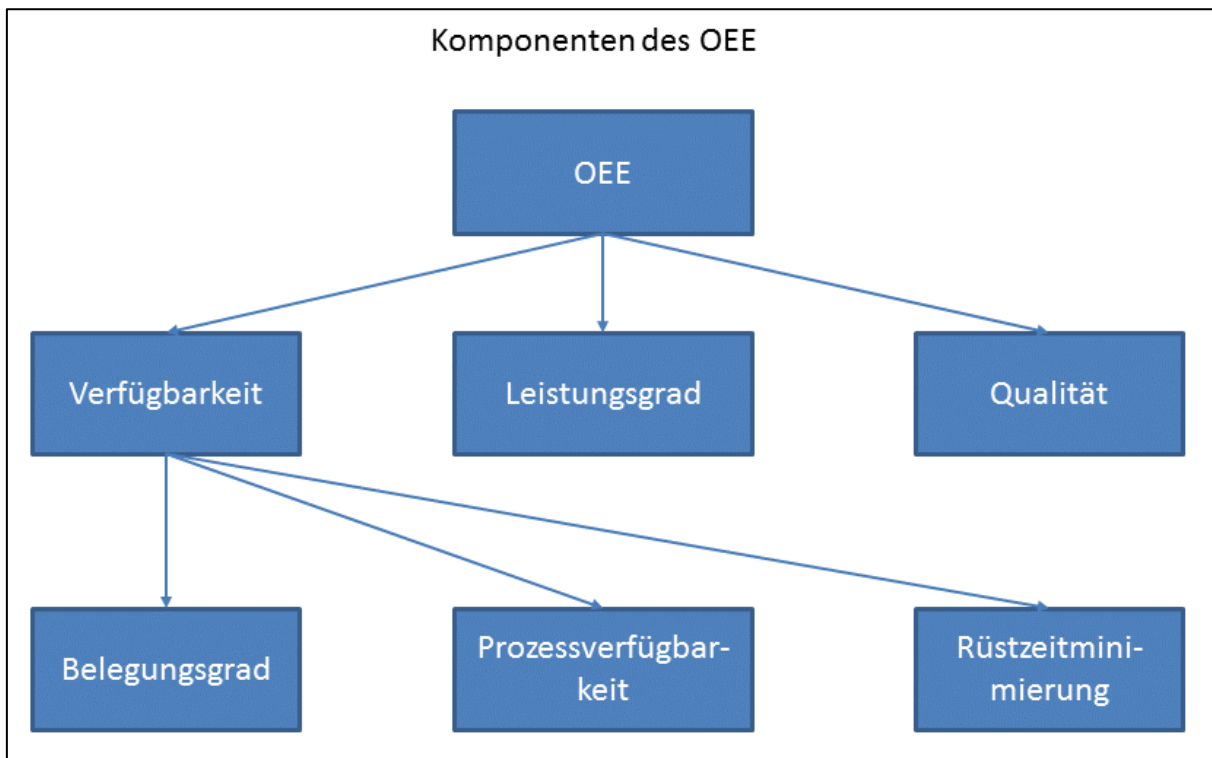 Komponenten des OEE
OEE
Verfügbarkeit
Leistungsgrad
Qualität
Belegungsgrad
Prozessverfügbar-
keit
Rüstzeitmini-
mierung